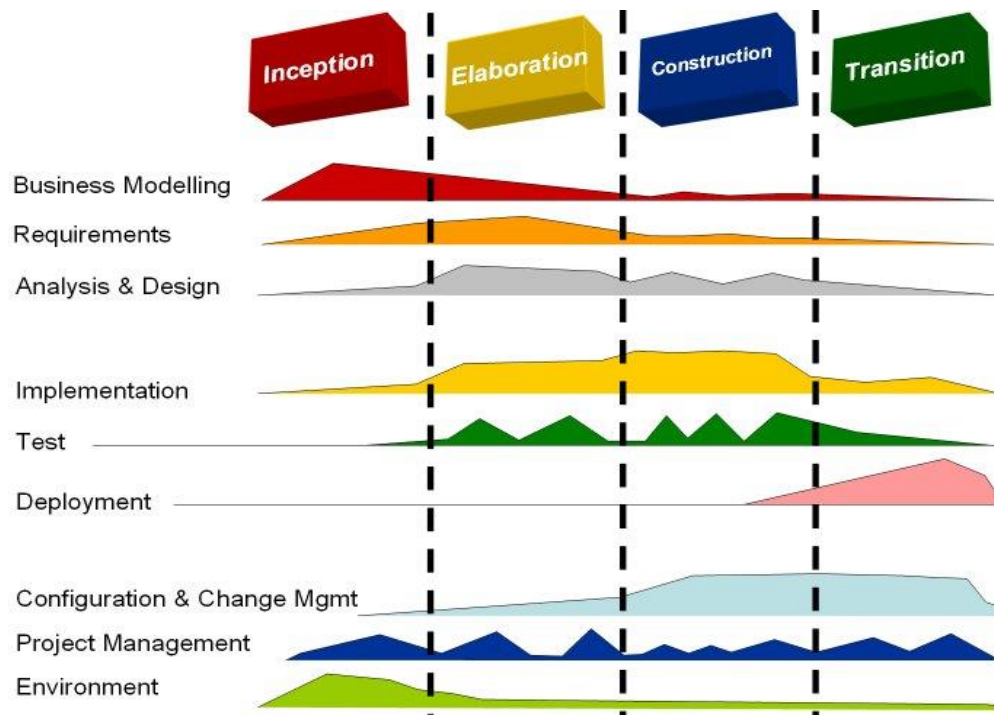 Inception
Elaboration
Construction
Transition
Business Modelling
Requirements
Analysis & Design
Implementation
Test
Deployment
Configuration & Change Mgmt
Project Management
Environment